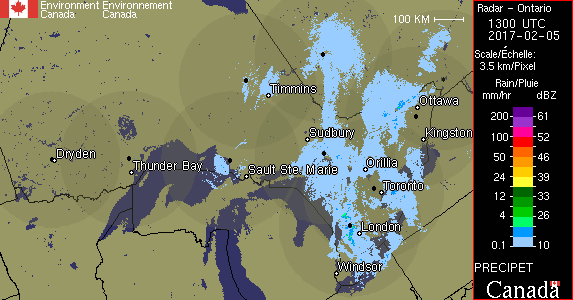 Environment Environnement
Canada Canada
100 KM
Radar - Ontario
1300 UTC
2017-02-05
Scale/Échelle:
3.5 km/Pixel
Rain/Pluie
mm/hr dBZ
200 61
100 52
50 46
24 39
12 33
4 26
2 20
0.1 10
PRECIPET
Canada
Timmins
Ottawa
Sudbury
Kingston
Dryden
Thunder Bay
Sault Ste. Marie
Orillia
Toronto
London
Windsor